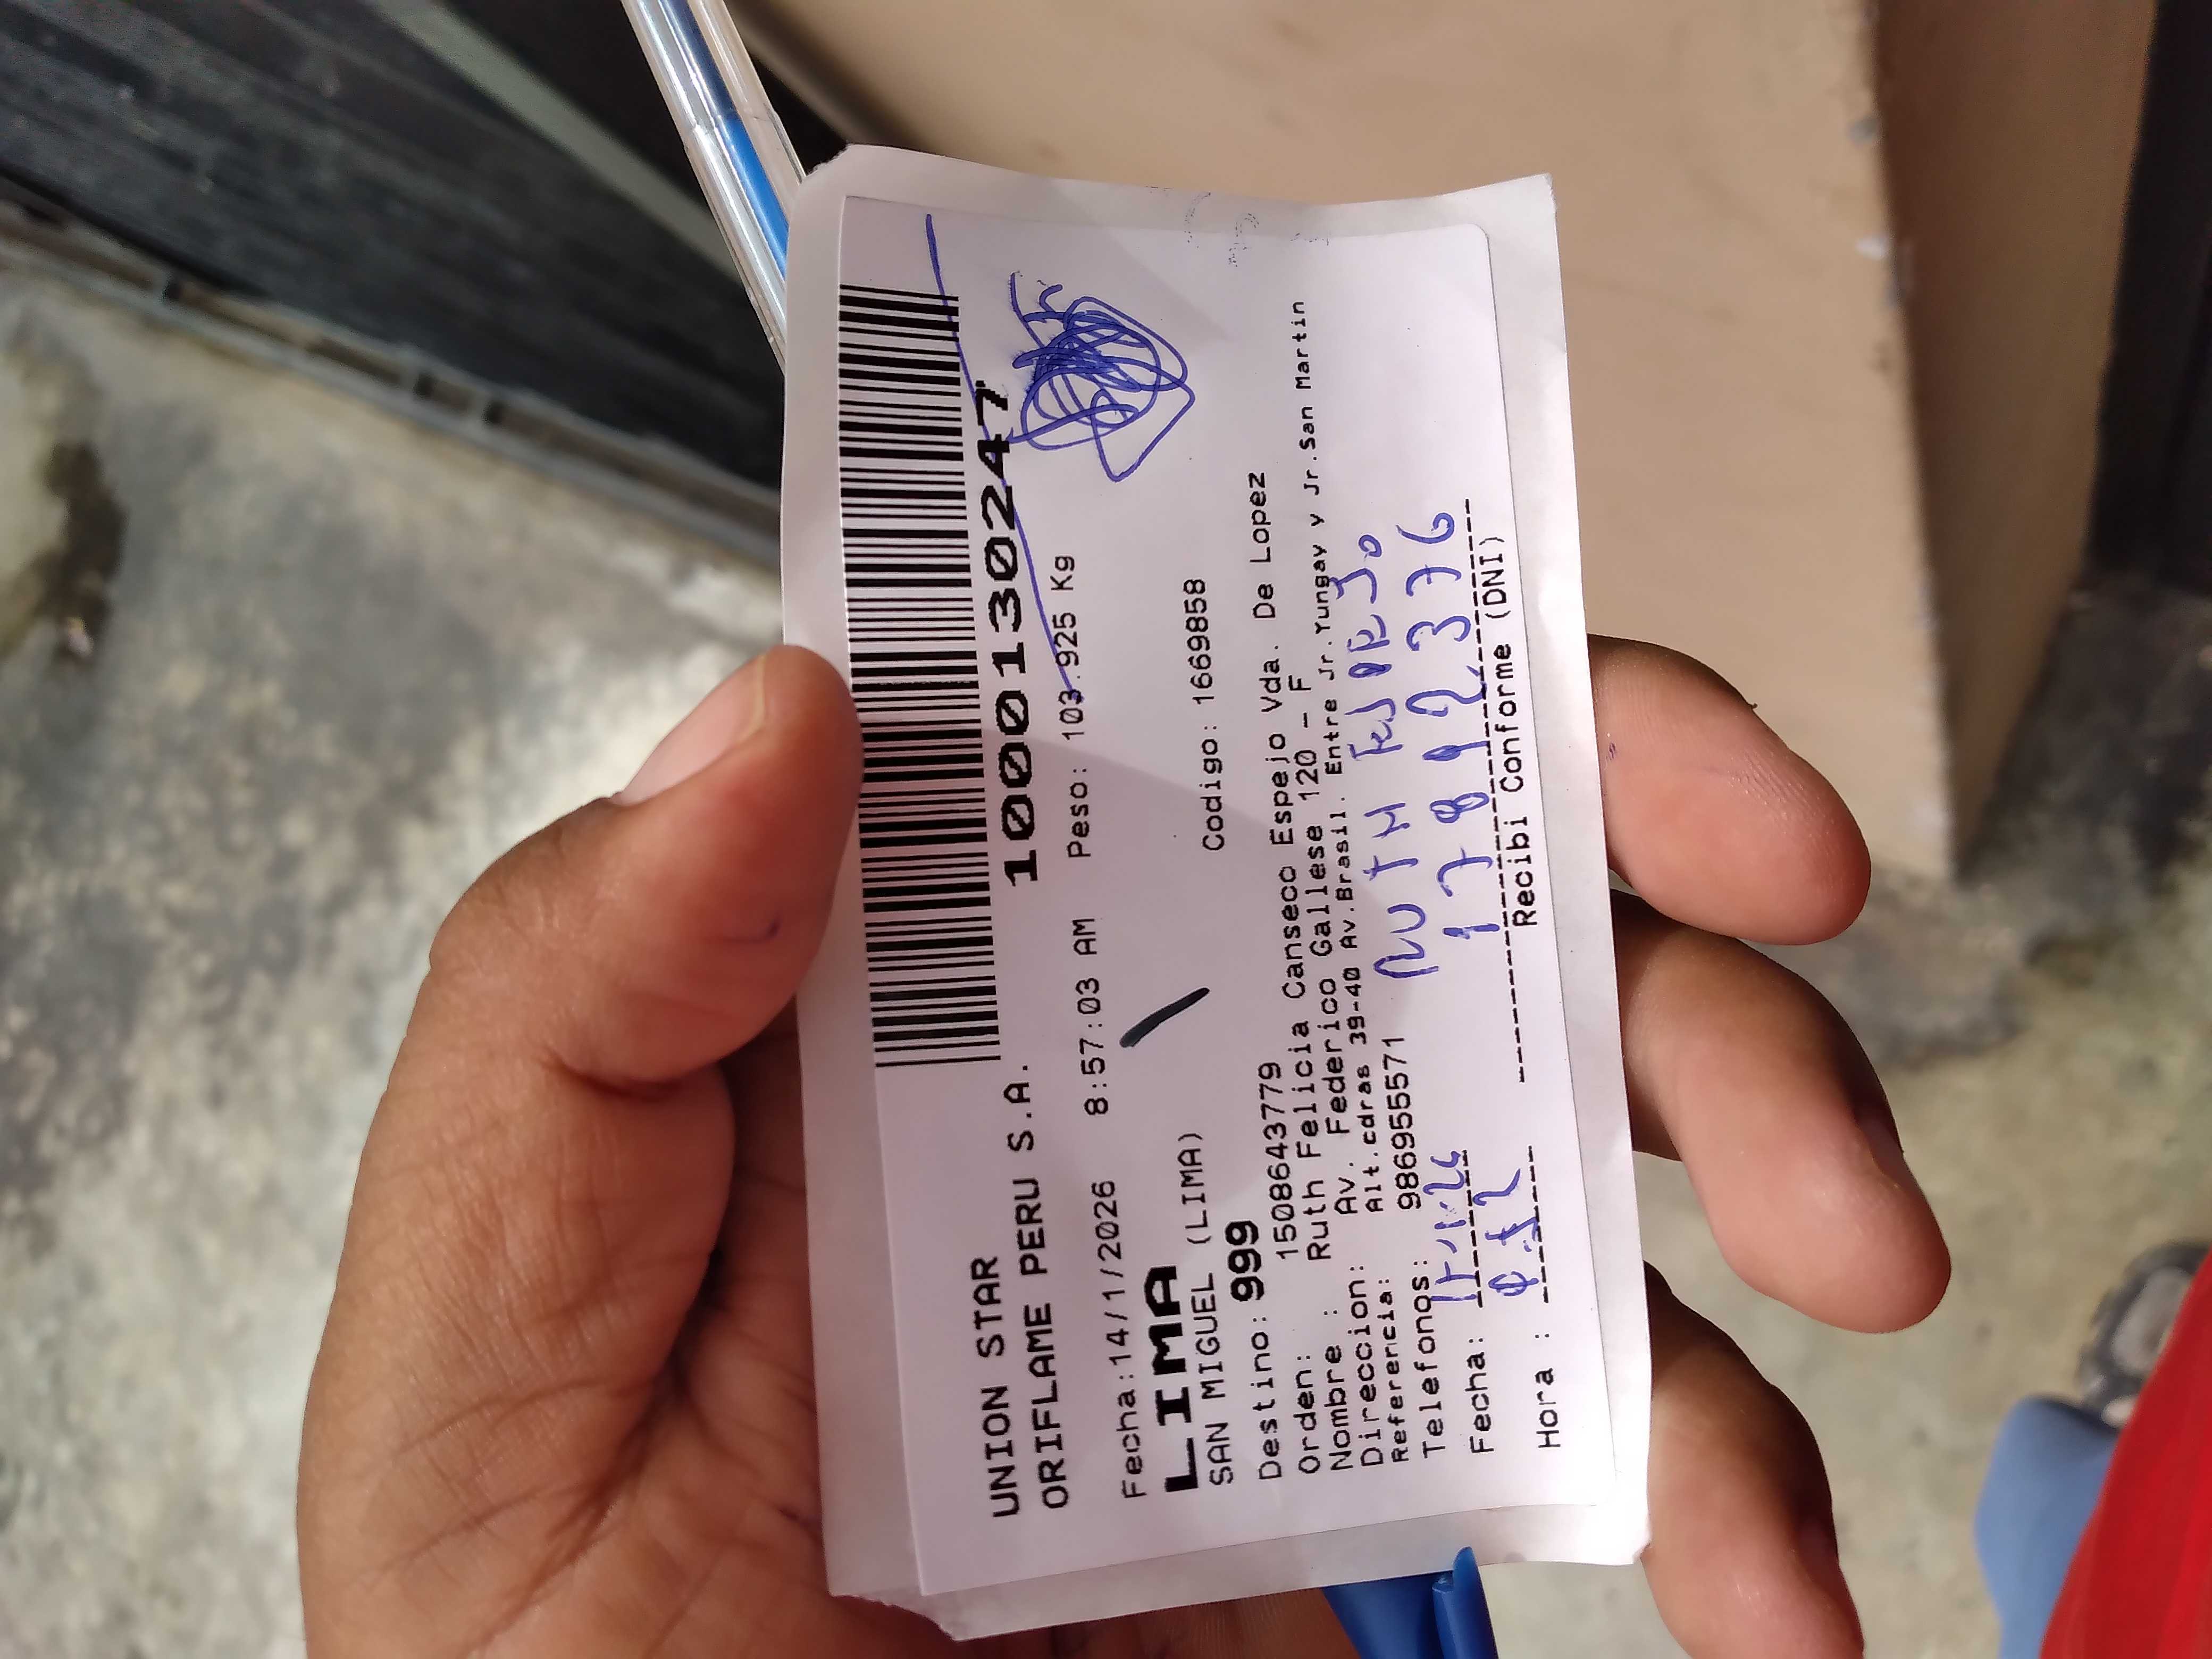 1000130247
UNION STAR
ORIFLAME PERU S.A.
Fecha:14/1/2026 8:57:03 AM Peso: 103.925 Kg
LIMA
SAN MIGUEL (LIMA)
Codigo: 1669858
Destino: 999
Orden: 1508643779
Nombre : Ruth Felicia Canseco Espejo Vda. De Lopez
Direccion: Av. Federico Gallese 120 - F
Referencia: Alt.cdras 39-40 Av.Brasil. Entre Jr.Yungay y Jr.San Martin
Telefonos: 986955571
RUTH ESPEJO
Fecha: 17892376
Hora :
Recibi Conforme (DNI)